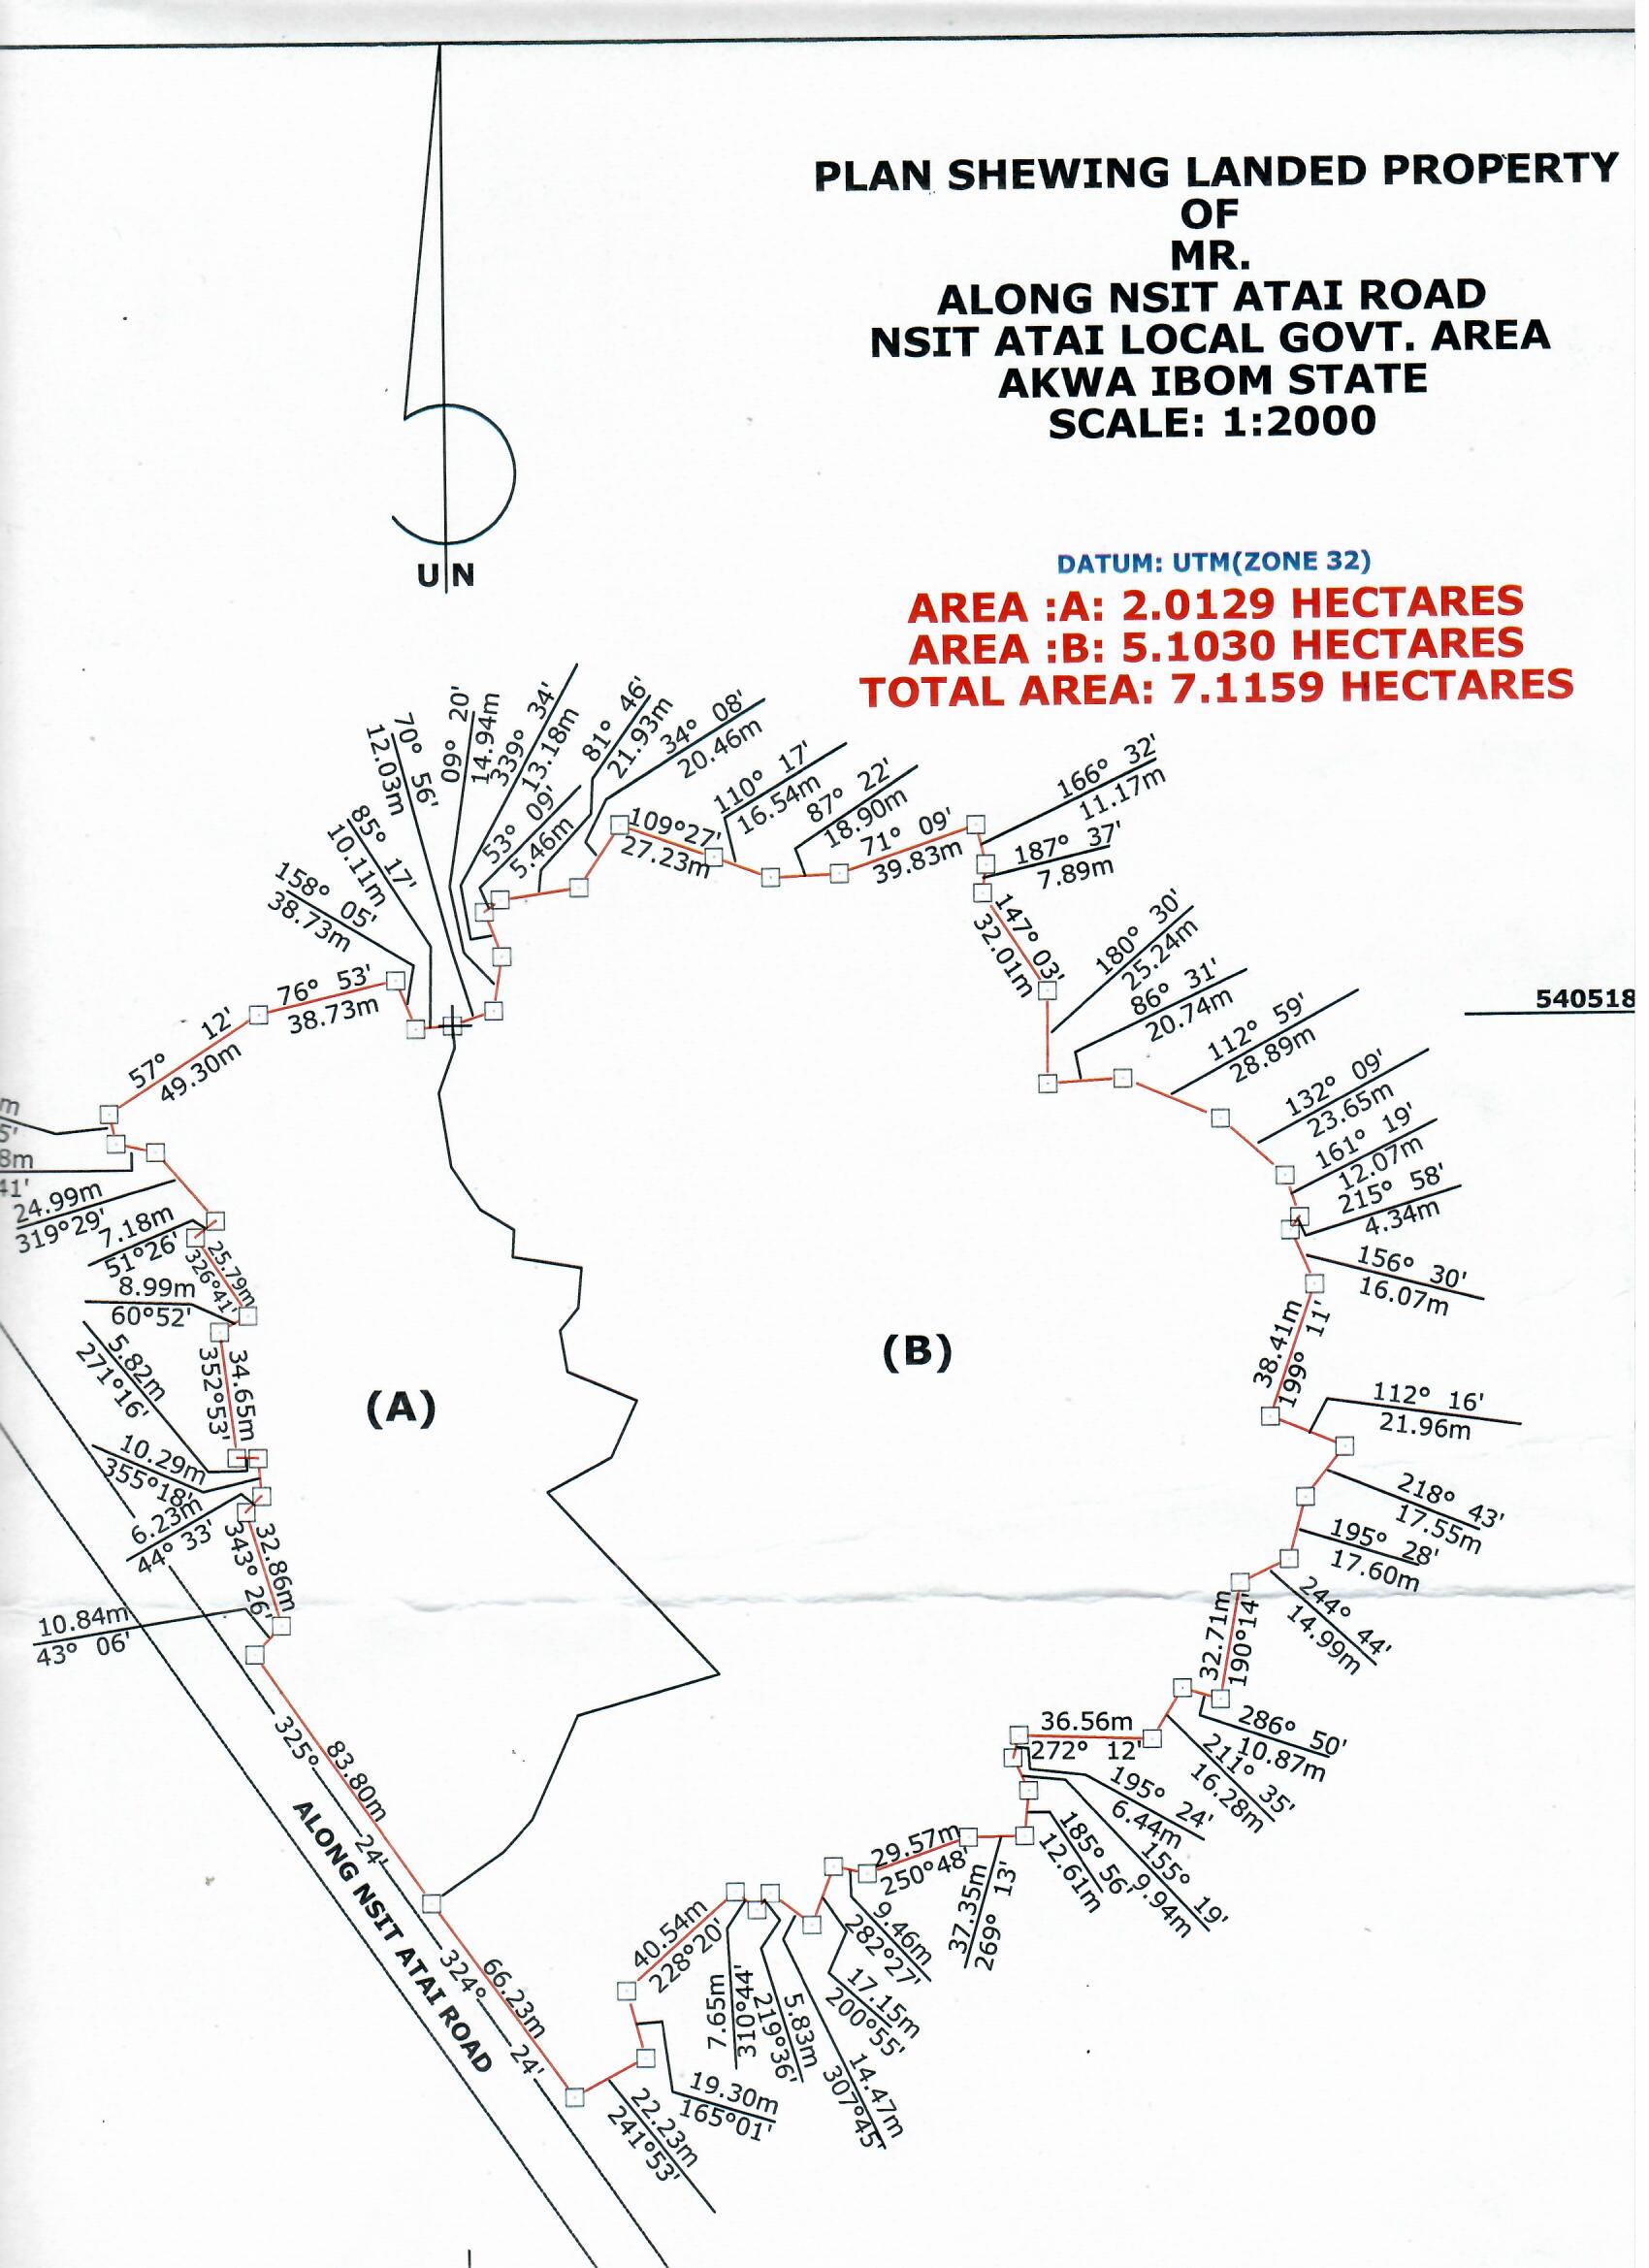 PLAN SHEWING LANDED PROPERTY
OF
MR.
ALONG NSIT ATAI ROAD
NSIT ATAI LOCAL GOVT. AREA
AKWA IBOM STATE
SCALE: 1:2000
U N
DATUM: UTM(ZONE 32)
AREA :A: 2.0129 HECTARES
AREA :B: 5.1030 HECTARES
TOTAL AREA: 7.1159 HECTARES
57° 12'
49.30m
76° 53'
38.73m
158° 05'
38.73m
85° 17'
10.11m
70° 56'
12.03m
09° 20'
14.94m
339° 34'
13.18m
53° 09'
5.46m
81° 46'
21.93m
34° 08'
20.46m
109°27'
27.23m
110° 17'
16.54m
87° 22'
18.90m
71° 09'
39.83m
166° 32'
11.17m
187° 37'
7.89m
147° 03'
32.01m
180° 30'
25.24m
86° 31'
20.74m
540518
112° 59'
28.89m
132° 09'
23.65m
161° 19'
12.07m
215° 58'
4.34m
156° 30'
16.07m
38.41m
199° 11'
112° 16'
21.96m
218° 43'
17.55m
195° 28'
17.60m
244° 44'
14.99m
32.71m
190°14'
286° 50'
10.87m
211° 35'
16.28m
36.56m
272° 12'
195° 24'
6.44m
155° 19'
9.94m
185° 56'
12.61m
37.35m
269° 13'
29.57m
250°48'
9.46m
282°27'
17.15m
200°55'
14.47m
307°45'
5.83m
219°36'
7.65m
310°44'
40.54m
228°20'
19.30m
165°01'
22.23m
241°53'
66.23m
324° 24'
83.80m
325° 24'
ALONG NSIT ATAI ROAD
10.84m
43° 06'
32.86m
343° 26'
6.23m
44° 33'
10.29m
355°18'
5.82m
271°16'
34.65m
352°53'
8.99m
60°52'
25.79m
326°41'
7.18m
51°26'
24.99m
319°29'
m
5'
8m
41'
(A)
(B)